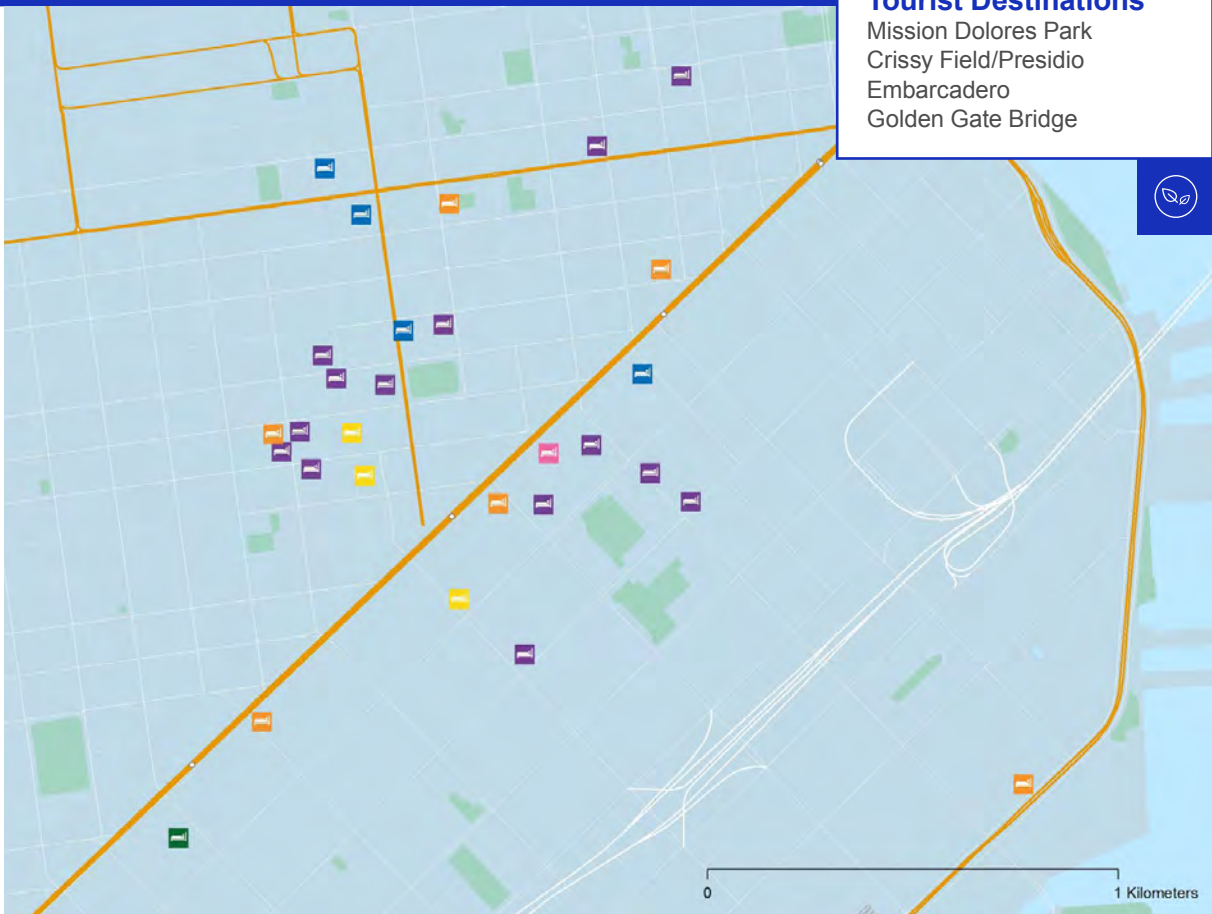 Tourist Destinations
Mission Dolores Park
Crissy Field/Presidio
Embarcadero
Golden Gate Bridge
0
1 Kilometers